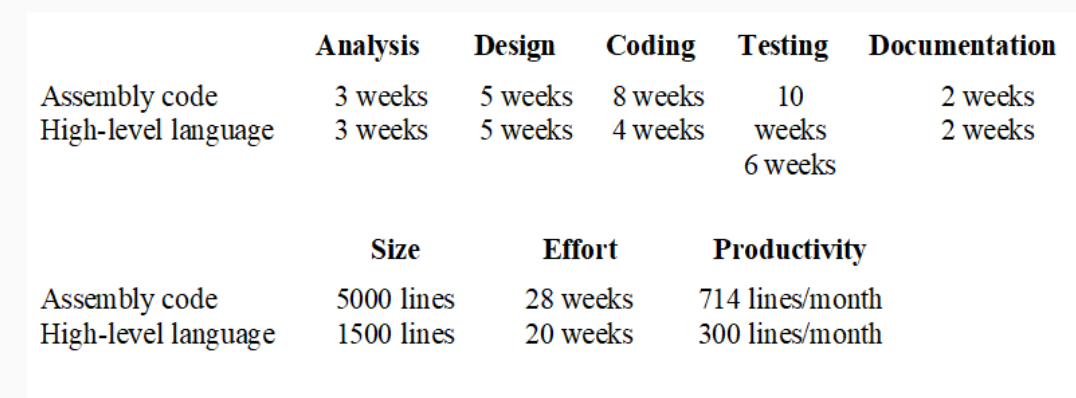 Analysis Design Coding Testing Documentation
Assembly code 3 weeks 5 weeks 8 weeks 10 2 weeks
High-level language 3 weeks 5 weeks 4 weeks weeks 2 weeks
6 weeks
Size Effort Productivity
Assembly code 5000 lines 28 weeks 714 lines/month
High-level language 1500 lines 20 weeks 300 lines/month